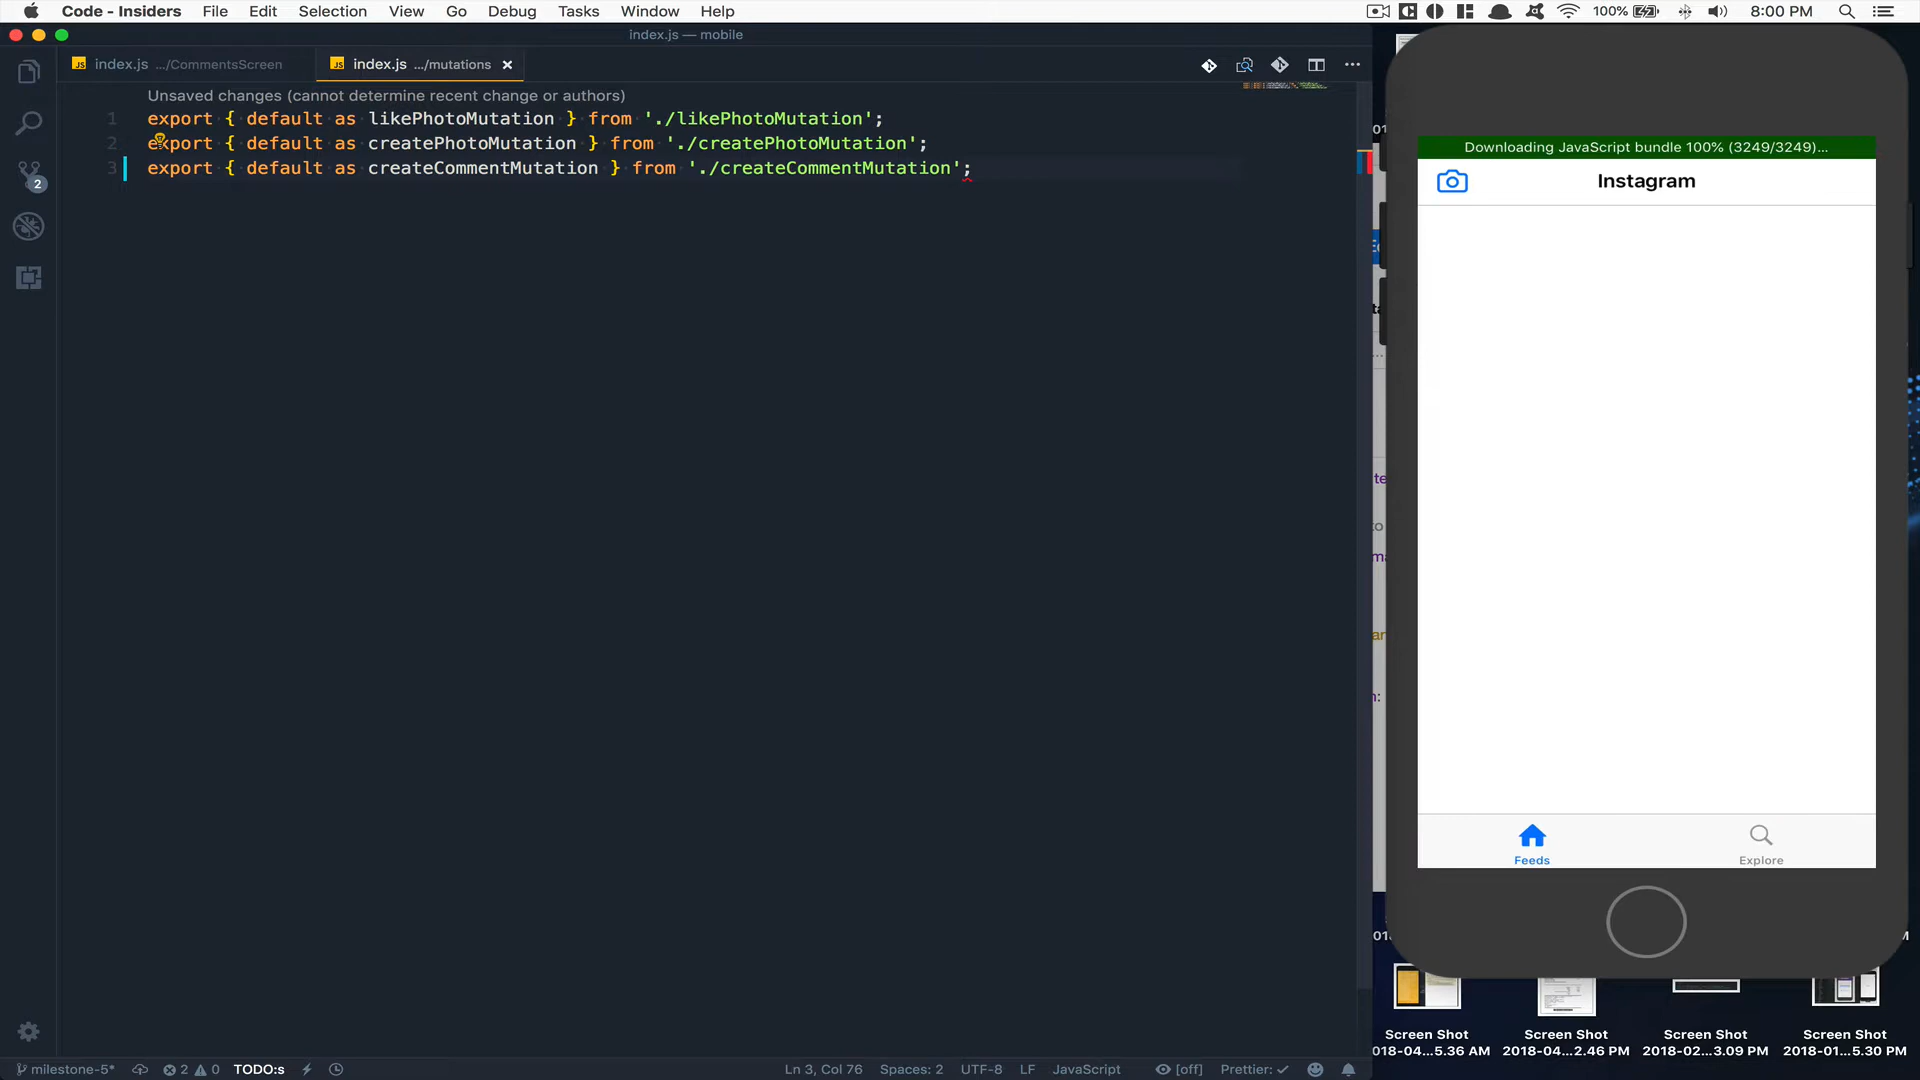 Code - Insiders File Edit Selection View Go Debug Tasks Window Help 100% 8:00 PM
index.js — mobile
JS index.js .../CommentsScreen JS index.js .../mutations
Unsaved changes (cannot determine recent change or authors)
1 export { default as likePhotoMutation } from './likePhotoMutation';
2 export { default as createPhotoMutation } from './createPhotoMutation';
3 export { default as createCommentMutation } from './createCommentMutation';
2
Downloading JavaScript bundle 100% (3249/3249)...
Instagram
Feeds Explore
Screen Shot Screen Shot Screen Shot Screen Shot
018-04...5.36 AM 2018-04...2.46 PM 2018-02...3.09 PM 2018-01...5.30 PM
milestone-5* 2 0 TODO:s Ln 3, Col 76 Spaces: 2 UTF-8 LF JavaScript [off] Prettier: ✓